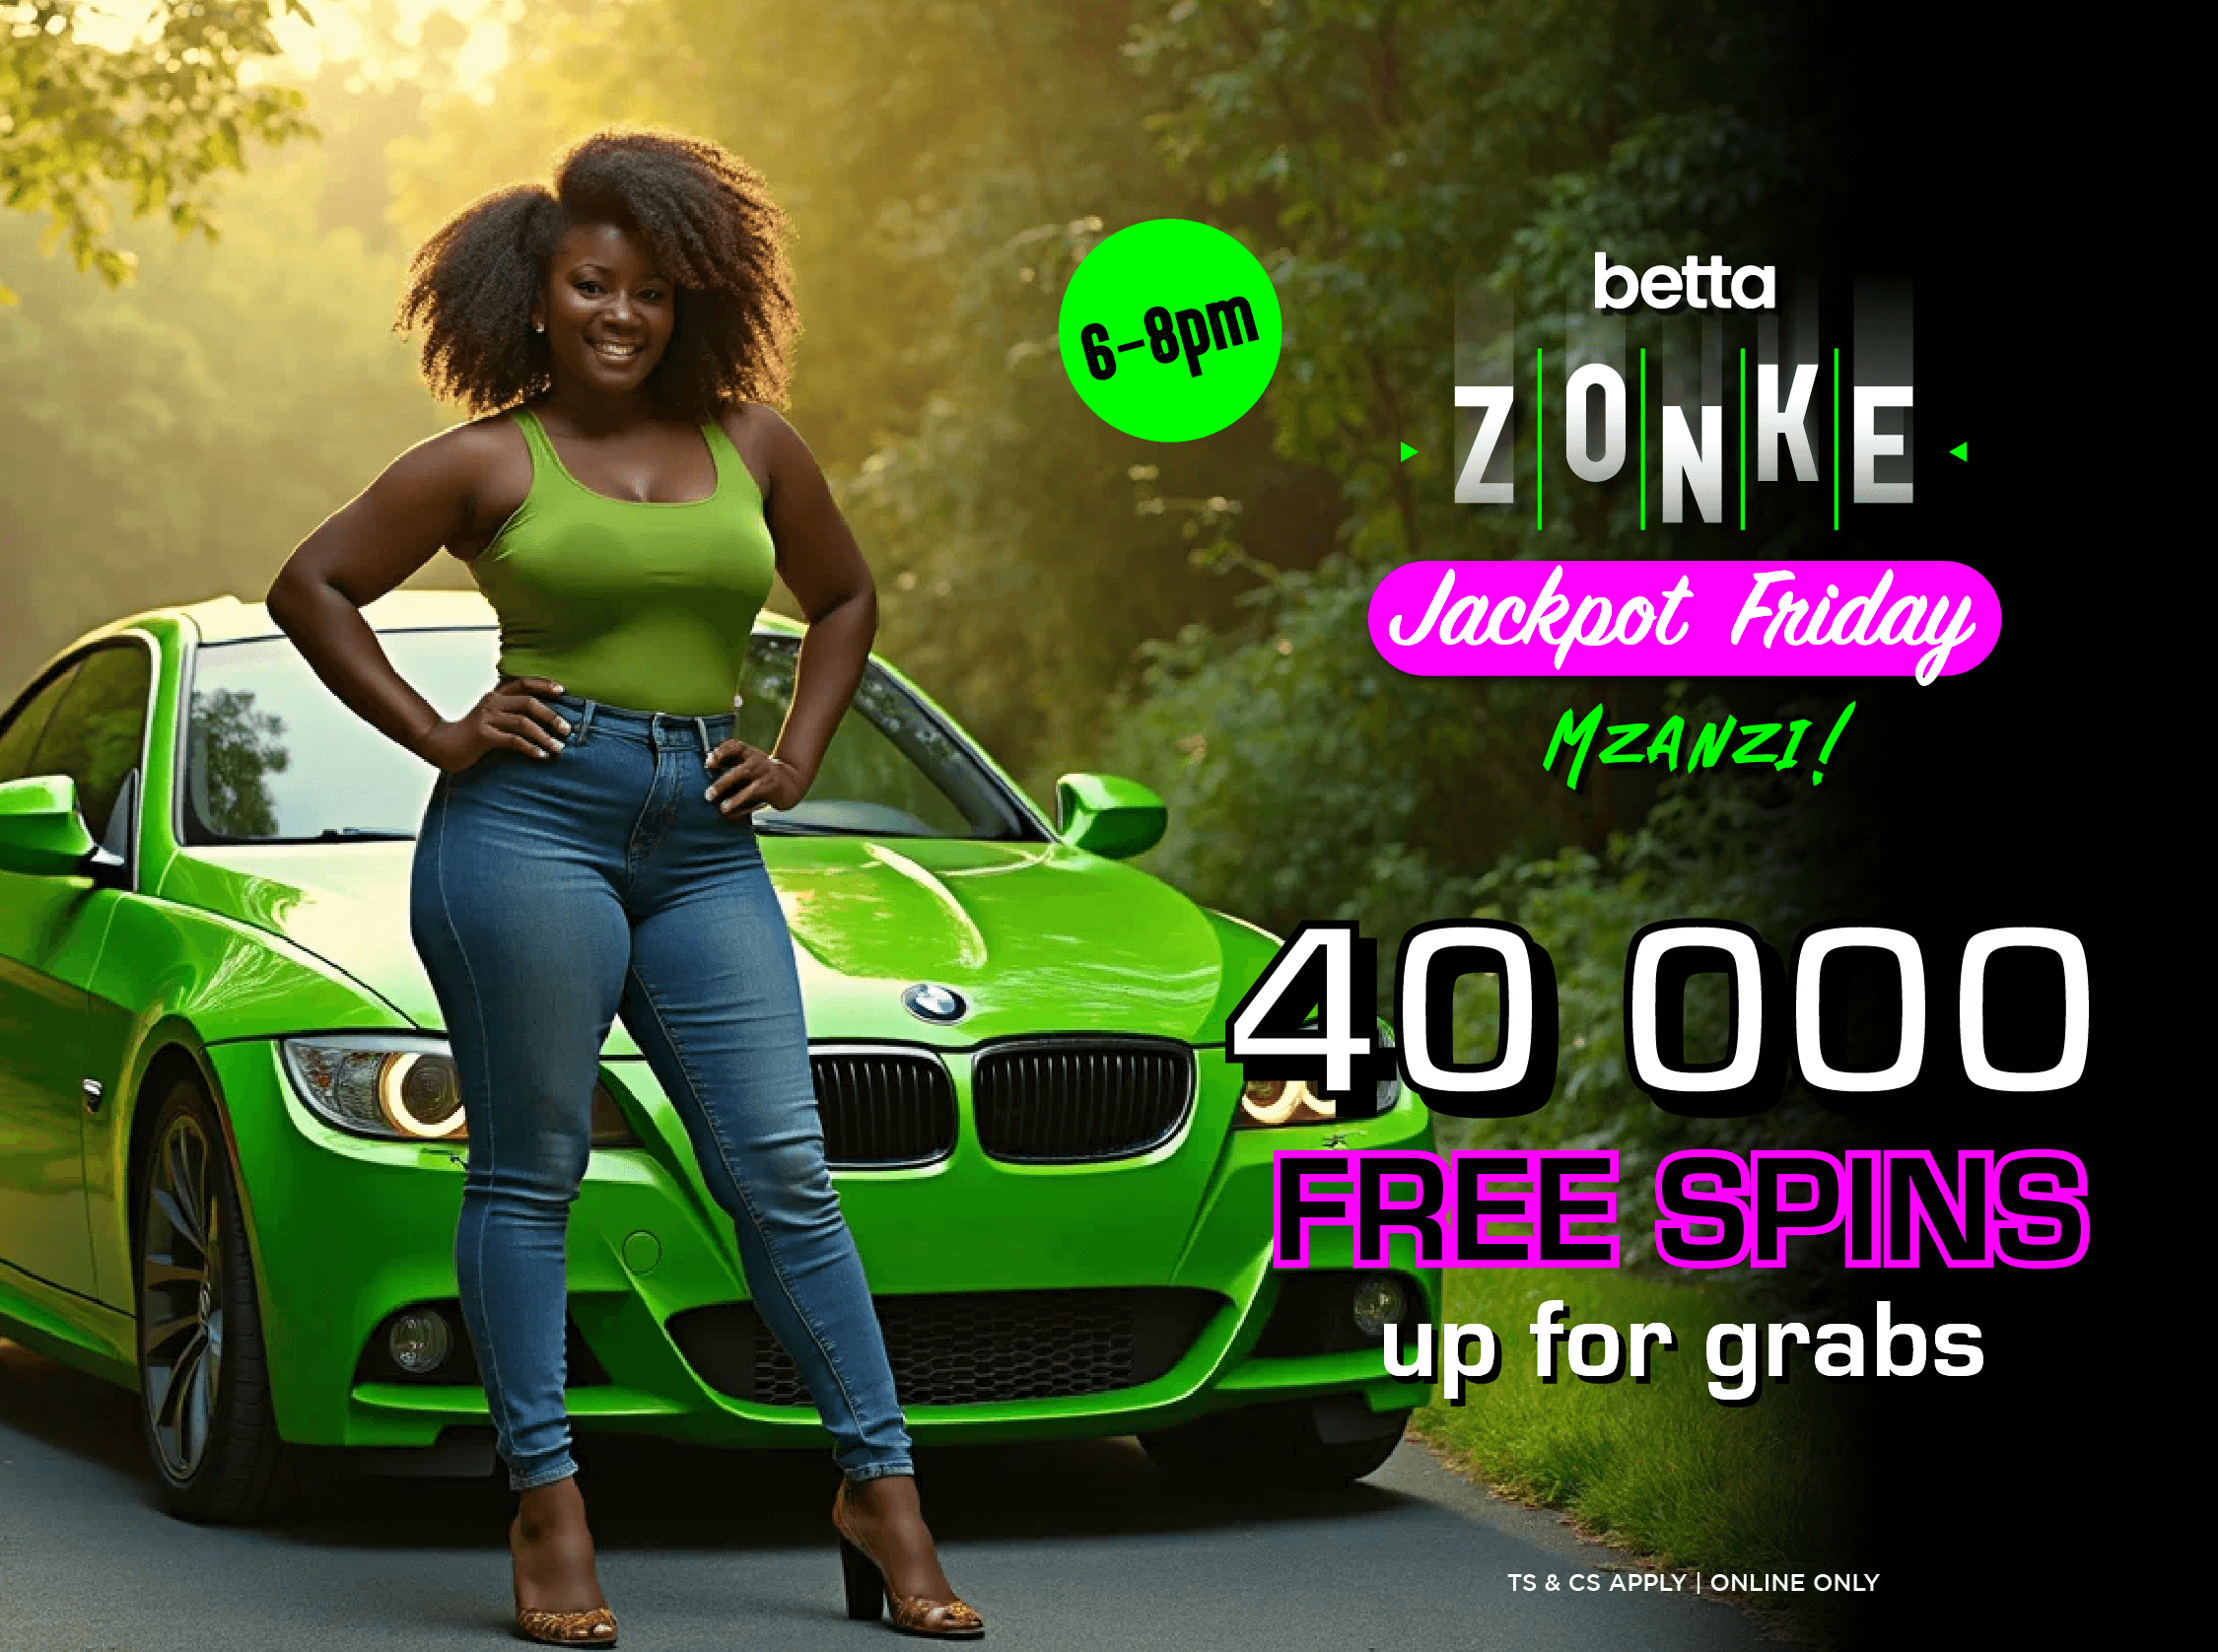 6-8pm
betta
ZONKE
Jackpot Friday
MZANZI!
40 000
FREE SPINS
up for grabs
TS & CS APPLY | ONLINE ONLY